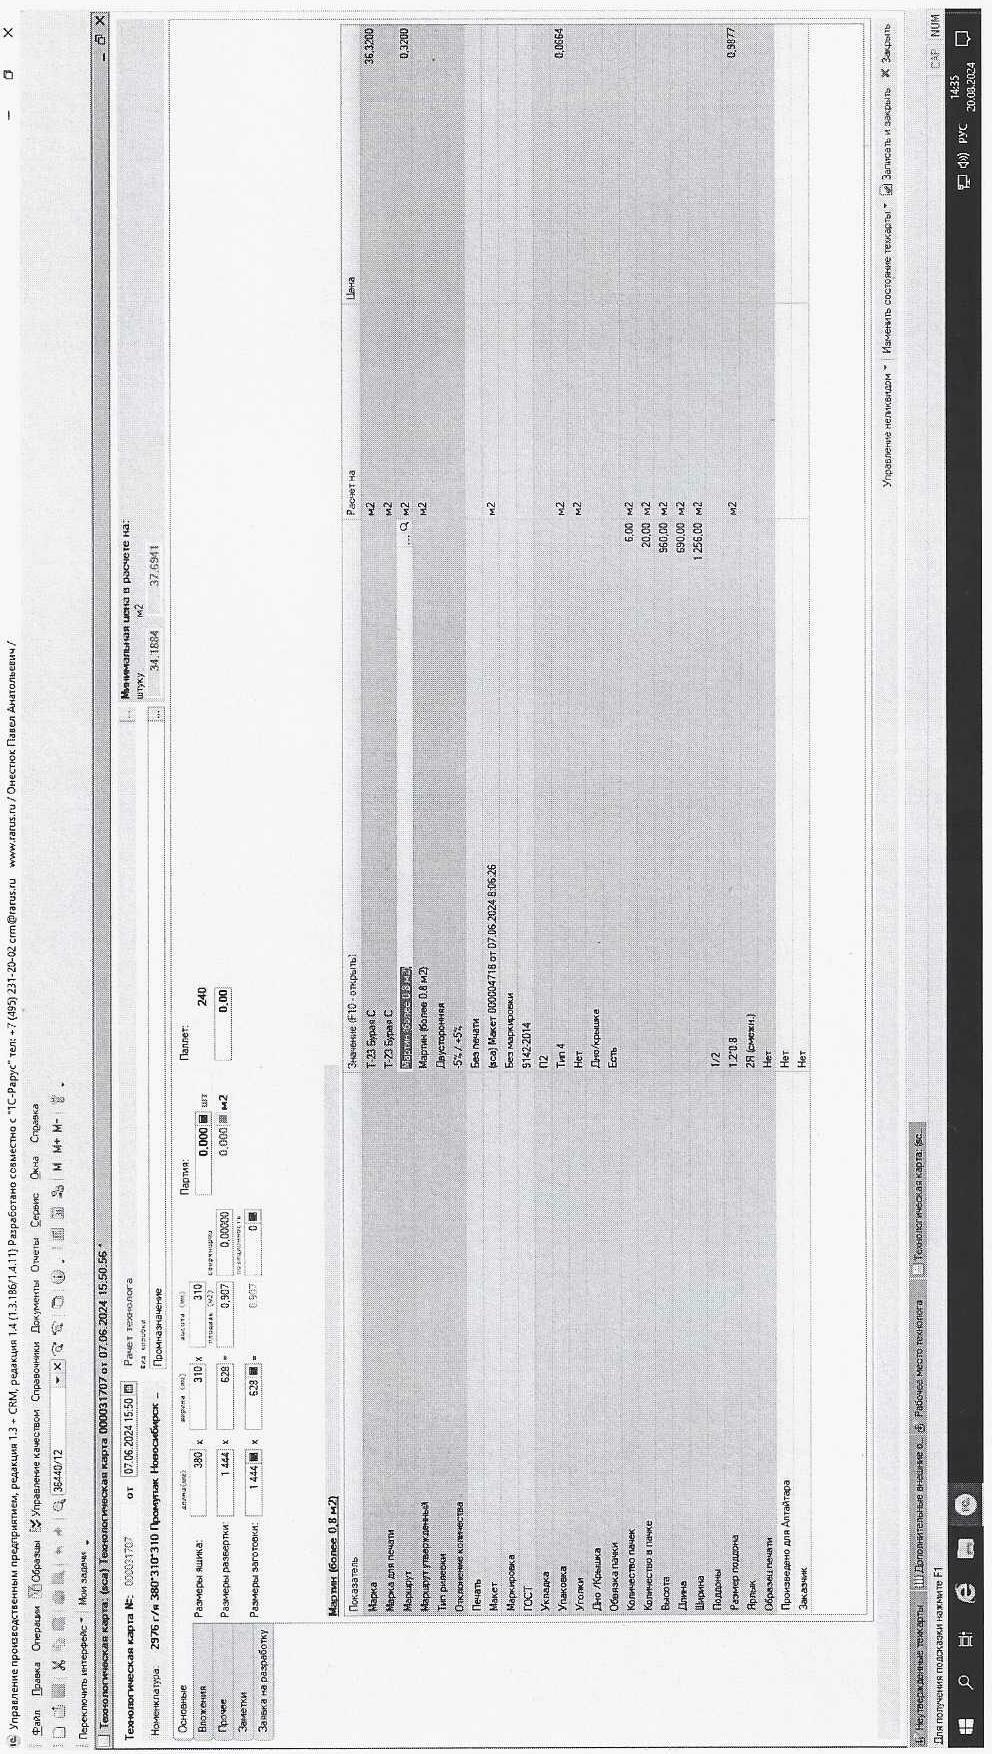 Управление производственным предприятием, редакция 1.3 + CRM, редакция 1.4 (1.3.186/1.4.11) Разработано совместно с "1С-Рарус" тел: +7 (495) 231-20-02 crm@rarus.ru www.rarus.ru / Онестюк Павел Анатольевич /
Файл Правка Операции Образцы Управление качеством Справочники Документы Отчеты Сервис Окна Справка
36440/12 M M+ M-
Переключить интерфейс Мои задачи
Технологическая карта: (sca) Технологическая карта 000031707 от 07.06.2024 15:50:56 *
Технологическая карта №: 000031707 от 07.06.2024 15:50 Рачет технолога Минимальная цена в расчете на:
Вид коробки штуку м2
Номенклатура: 2976 г/я 380*310*310 Промупак Новосибирск ... Промназначение ... 34.1884 37.6941
Основные длина(мм) ширина (мм) высота (мм) Партия: Паллет:
Вложения Размеры ящика: 380 x 310 x 310 0,000 шт 240
площадь (м2)
Прочее Размеры развертки: 1 444 x 628 = 0,907 0,00000 0,000 м2 0,00
Заметки позиционность
Размеры заготовки: 1 444 x 628 = 0.907 0
Заявка на разработку
Мартин (более 0,8 м2)
Показатель Значение (F10 - открыть) Расчет на Цена
Марка Т-23 Бурая С м2 36,3200
Марка для печати Т-23 Бурая С м2
Маршрут Мартин (более 0.8 м2) ... м2 0,3200
Маршрут утвержденный Мартин (более 0.8 м2) м2
Тип рилевки Двусторонняя
Отклонение количества -5% / +5%
Печать Без печати
Макет (sca) Макет 000004718 от 07.06.2024 8:06:26 м2
Маркировка Без маркировки
ГОСТ 9142-2014
Укладка П2
Упаковка Тип 4 м2 0,0664
Уголки Нет м2
Дно /Крышка Дно/крышка
Обвязка пачки Есть
Количество пачек 6,00 м2
Количество в пачке 20,00 м2
Высота 960,00 м2
Длина 690,00 м2
Ширина 1 256,00 м2
Поддоны 1/2
Размер поддона 1.2*0.8 м2 0,9877
Ярлык 2Я (смежн.)
Образец печати Нет
Произведено для Алтайтара Нет
Заказчик Нет
Управление неликвидом Изменить состояние техкарты Записать и закрыть Закрыть
Неутвержденные техкарты Дополнительные внешние о... Рабочее место технолога Технологическая карта: (sc...
Для получения подсказки нажмите F1 CAP NUM
РУС 14:35
20.08.2024